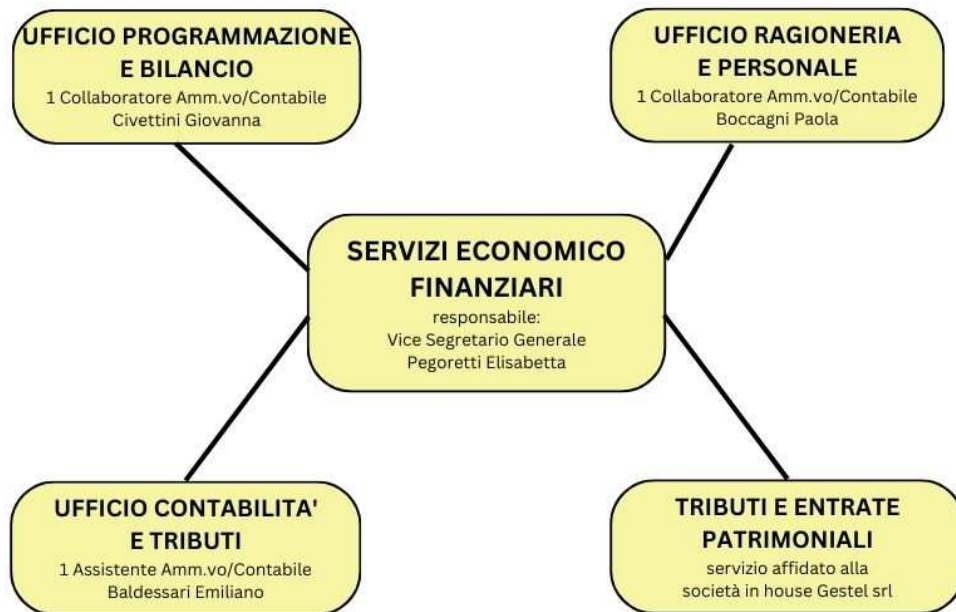 UFFICIO PROGRAMMAZIONE
E BILANCIO
1 Collaboratore Amm.vo/Contabile
Civettini Giovanna
UFFICIO RAGIONERIA
E PERSONALE
1 Collaboratore Amm.vo/Contabile
Boccagni Paola
SERVIZI ECONOMICO
FINANZIARI
responsabile:
Vice Segretario Generale
Pegoretti Elisabetta
UFFICIO CONTABILITA'
E TRIBUTI
1 Assistente Amm.vo/Contabile
Baldessari Emiliano
TRIBUTI E ENTRATE
PATRIMONIALI
servizio affidato alla
società in house Gestel srl